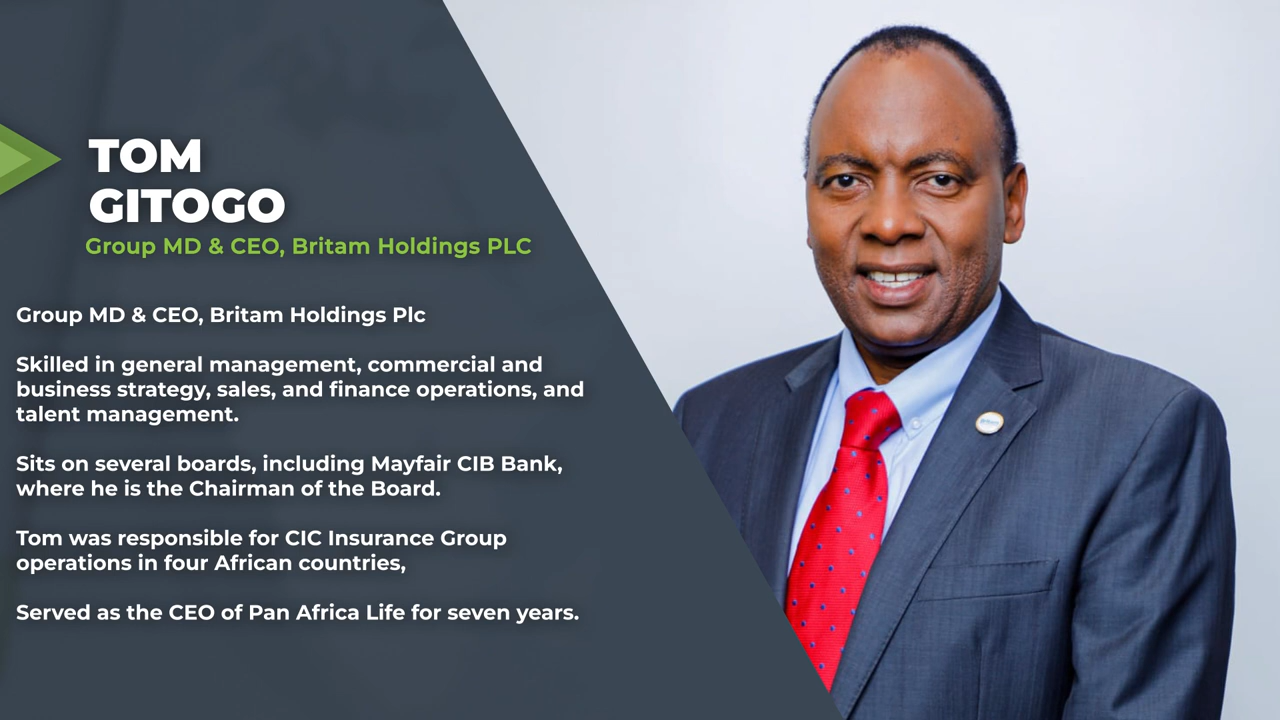 TOM
GITOGO
Group MD & CEO, Britam Holdings PLC
Group MD & CEO, Britam Holdings Plc
Skilled in general management, commercial and
business strategy, sales, and finance operations, and
talent management.
Sits on several boards, including Mayfair CIB Bank,
where he is the Chairman of the Board.
Tom was responsible for CIC Insurance Group
operations in four African countries,
Served as the CEO of Pan Africa Life for seven years.